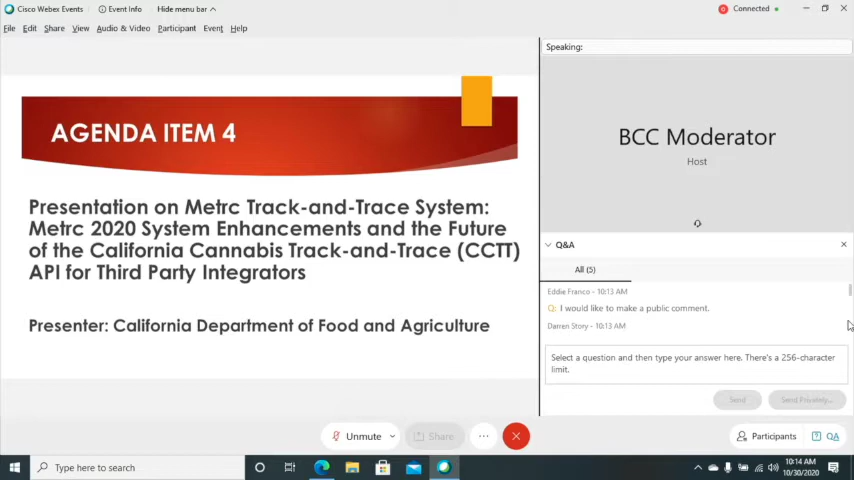 Cisco Webex Events
Event Info
Hide menu bar
Connected
File Edit Share View Audio & Video Participant Event Help
AGENDA ITEM 4
Presentation on Metrc Track-and-Trace System:
Metrc 2020 System Enhancements and the Future
of the California Cannabis Track-and-Trace (CCTT)
API for Third Party Integrators
Presenter: California Department of Food and Agriculture
Speaking:
BCC Moderator
Host
Q&A
All (5)
Eddie Franco - 10:13 AM
Q: I would like to make a public comment.
Darren Story - 10:13 AM
Select a question and then type your answer here. There's a 256-character
limit.
Send
Send Privately...
Unmute
Share
Participants
QA
Type here to search
10:14 AM
10/30/2020